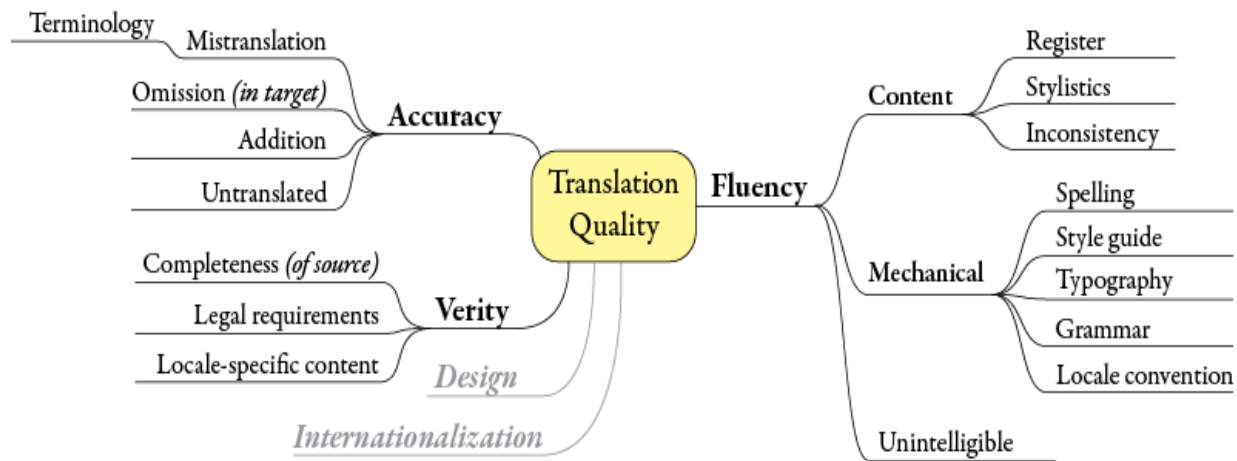 Terminology
Mistranslation
Omission (in target)
Addition
Untranslated
Accuracy
Completeness (of source)
Legal requirements
Locale-specific content
Verity
Design
Internationalization
Translation
Quality
Fluency
Content
Register
Stylistics
Inconsistency
Mechanical
Spelling
Style guide
Typography
Grammar
Locale convention
Unintelligible